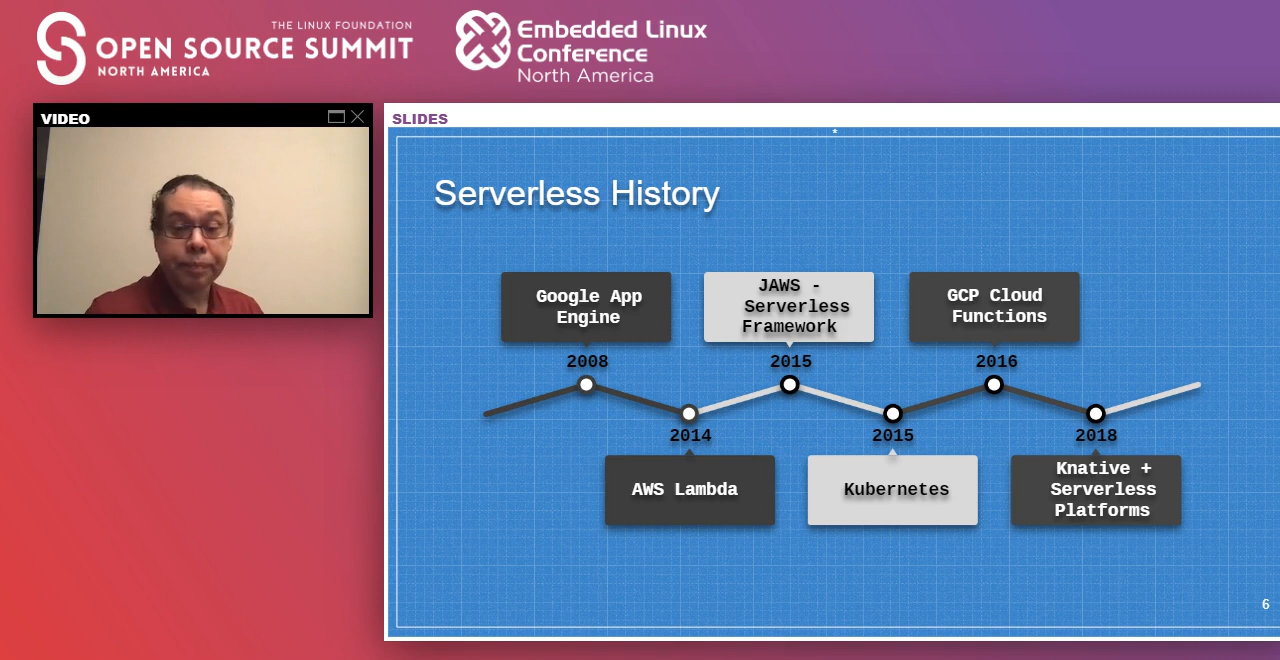 THE LINUX FOUNDATION
OPEN SOURCE SUMMIT
NORTH AMERICA
Embedded Linux
Conference
North America
VIDEO
SLIDES
*
Serverless History
Google App
Engine
JAWS -
Serverless
Framework
GCP Cloud
Functions
2008
2015
2016
2014
2015
2018
AWS Lambda
Kubernetes
Knative +
Serverless
Platforms
6